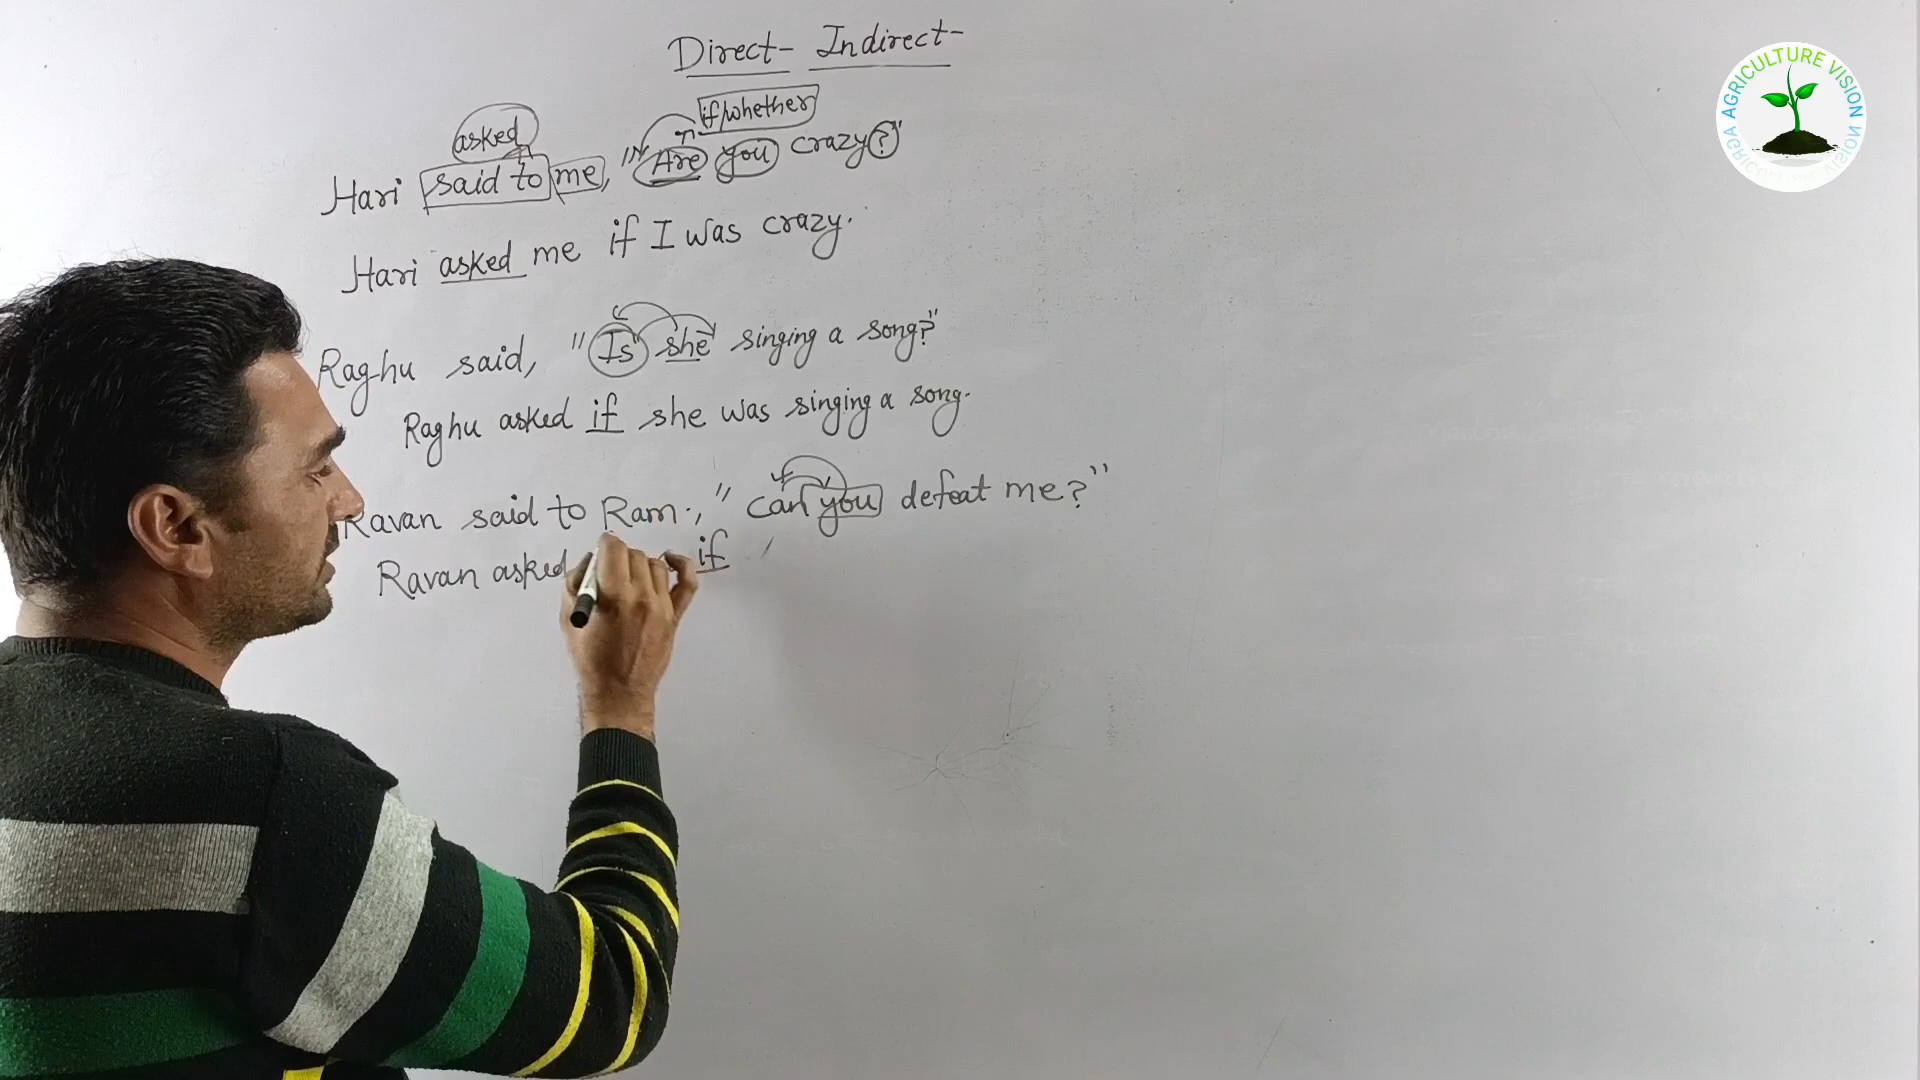 Direct- Indirect-
asked if/whether
Hari said to me, "Are you crazy?"
Hari asked me if I was crazy.
Raghu said, "Is she singing a song?"
Raghu asked if she was singing a song.
Ravan said to Ram., "can you defeat me?"
Ravan asked if
AGRICULTURE VISION
AGRICULTURE VISION